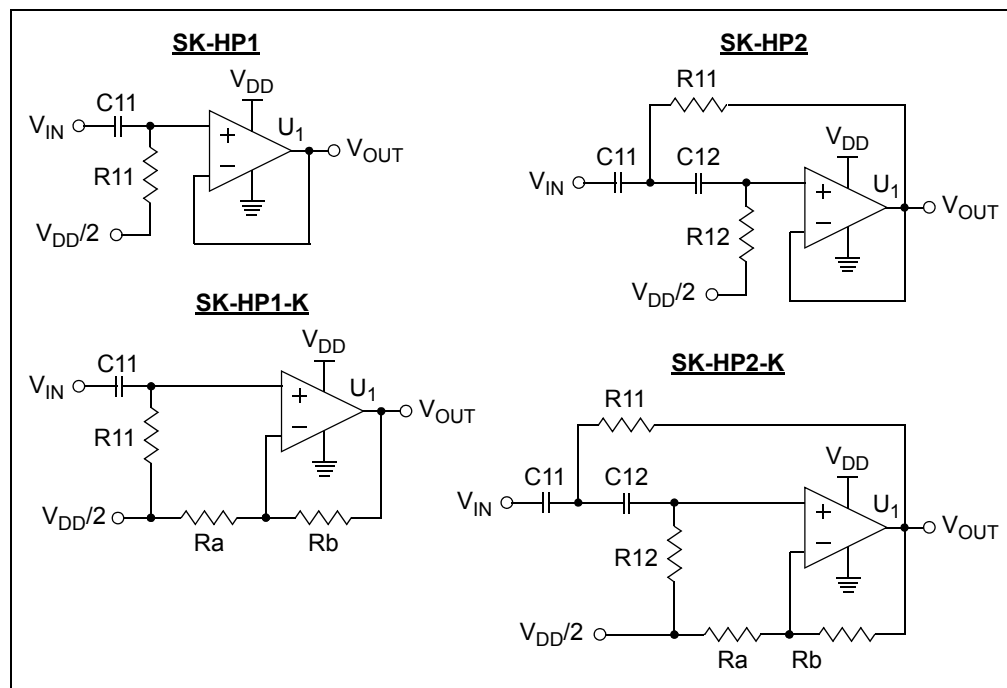 SK-HP1
VDD
C11
VIN
U1
+
−
VOUT
R11
VDD/2
SK-HP2
R11
VDD
C11
C12
U1
VIN
+
−
VOUT
R12
VDD/2
SK-HP1-K
VDD
C11
VIN
U1
+
−
VOUT
R11
VDD/2
Ra
Rb
SK-HP2-K
R11
VDD
C11
C12
U1
VIN
+
−
VOUT
R12
VDD/2
Ra
Rb